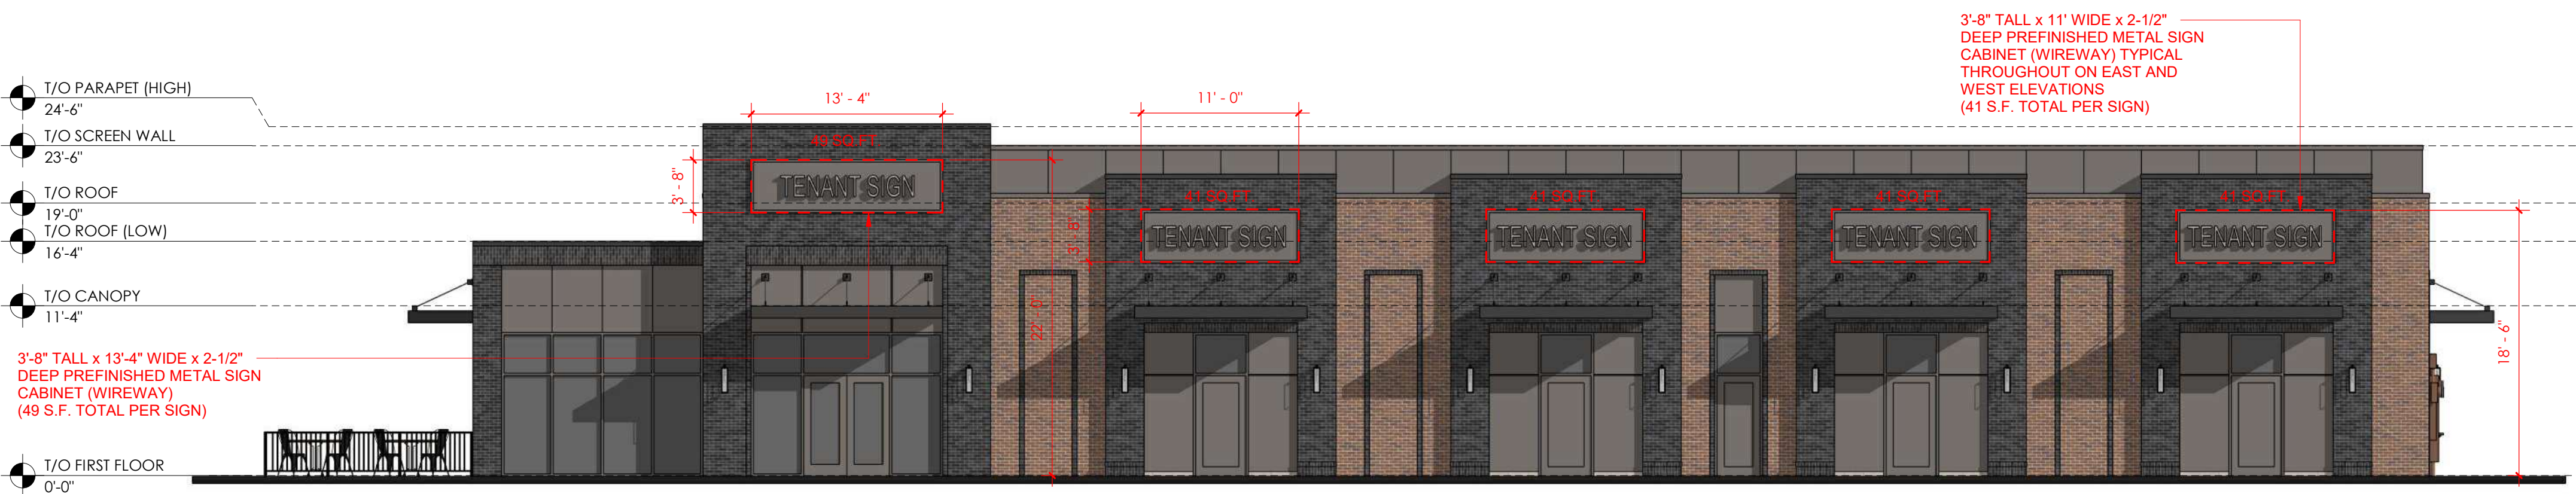 3'-8" TALL x 11' WIDE x 2-1/2"
DEEP PREFINISHED METAL SIGN
CABINET (WIREWAY) TYPICAL
THROUGHOUT ON EAST AND
WEST ELEVATIONS
(41 S.F. TOTAL PER SIGN)
T/O PARAPET (HIGH)
24'-6"
T/O SCREEN WALL
23'-6"
T/O ROOF
19'-0"
T/O ROOF (LOW)
16'-4"
T/O CANOPY
11'-4"
T/O FIRST FLOOR
0'-0"
3'-8" TALL x 13'-4" WIDE x 2-1/2"
DEEP PREFINISHED METAL SIGN
CABINET (WIREWAY)
(49 S.F. TOTAL PER SIGN)
13' - 4"
49 SQ.FT.
3' - 8"
TENANT SIGN
22' - 0"
11' - 0"
41 SQ.FT.
3' - 8"
TENANT SIGN
41 SQ.FT.
TENANT SIGN
41 SQ.FT.
TENANT SIGN
41 SQ.FT.
TENANT SIGN
18' - 6"